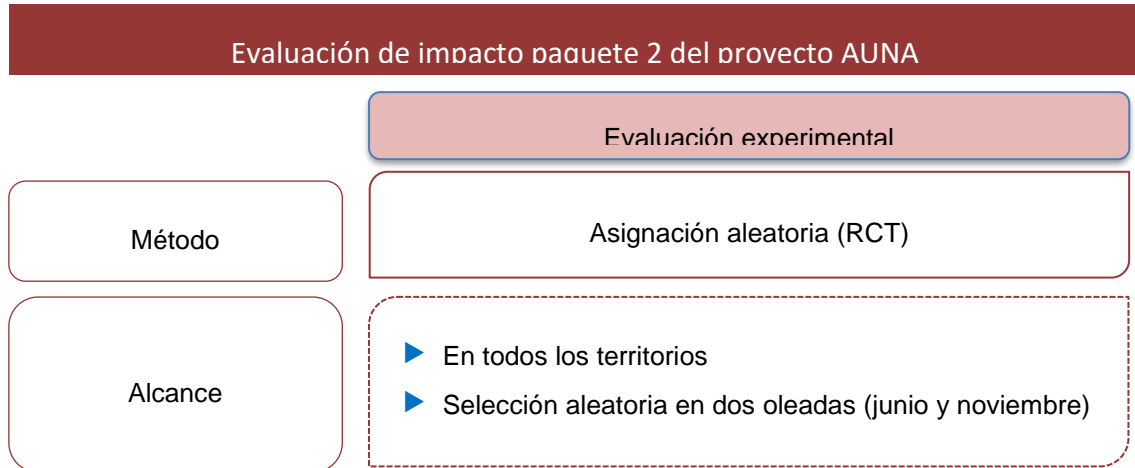 Evaluación de impacto paquete 2 del proyecto AUNA
Evaluación experimental
Método
Asignación aleatoria (RCT)
Alcance
En todos los territorios
Selección aleatoria en dos oleadas (junio y noviembre)